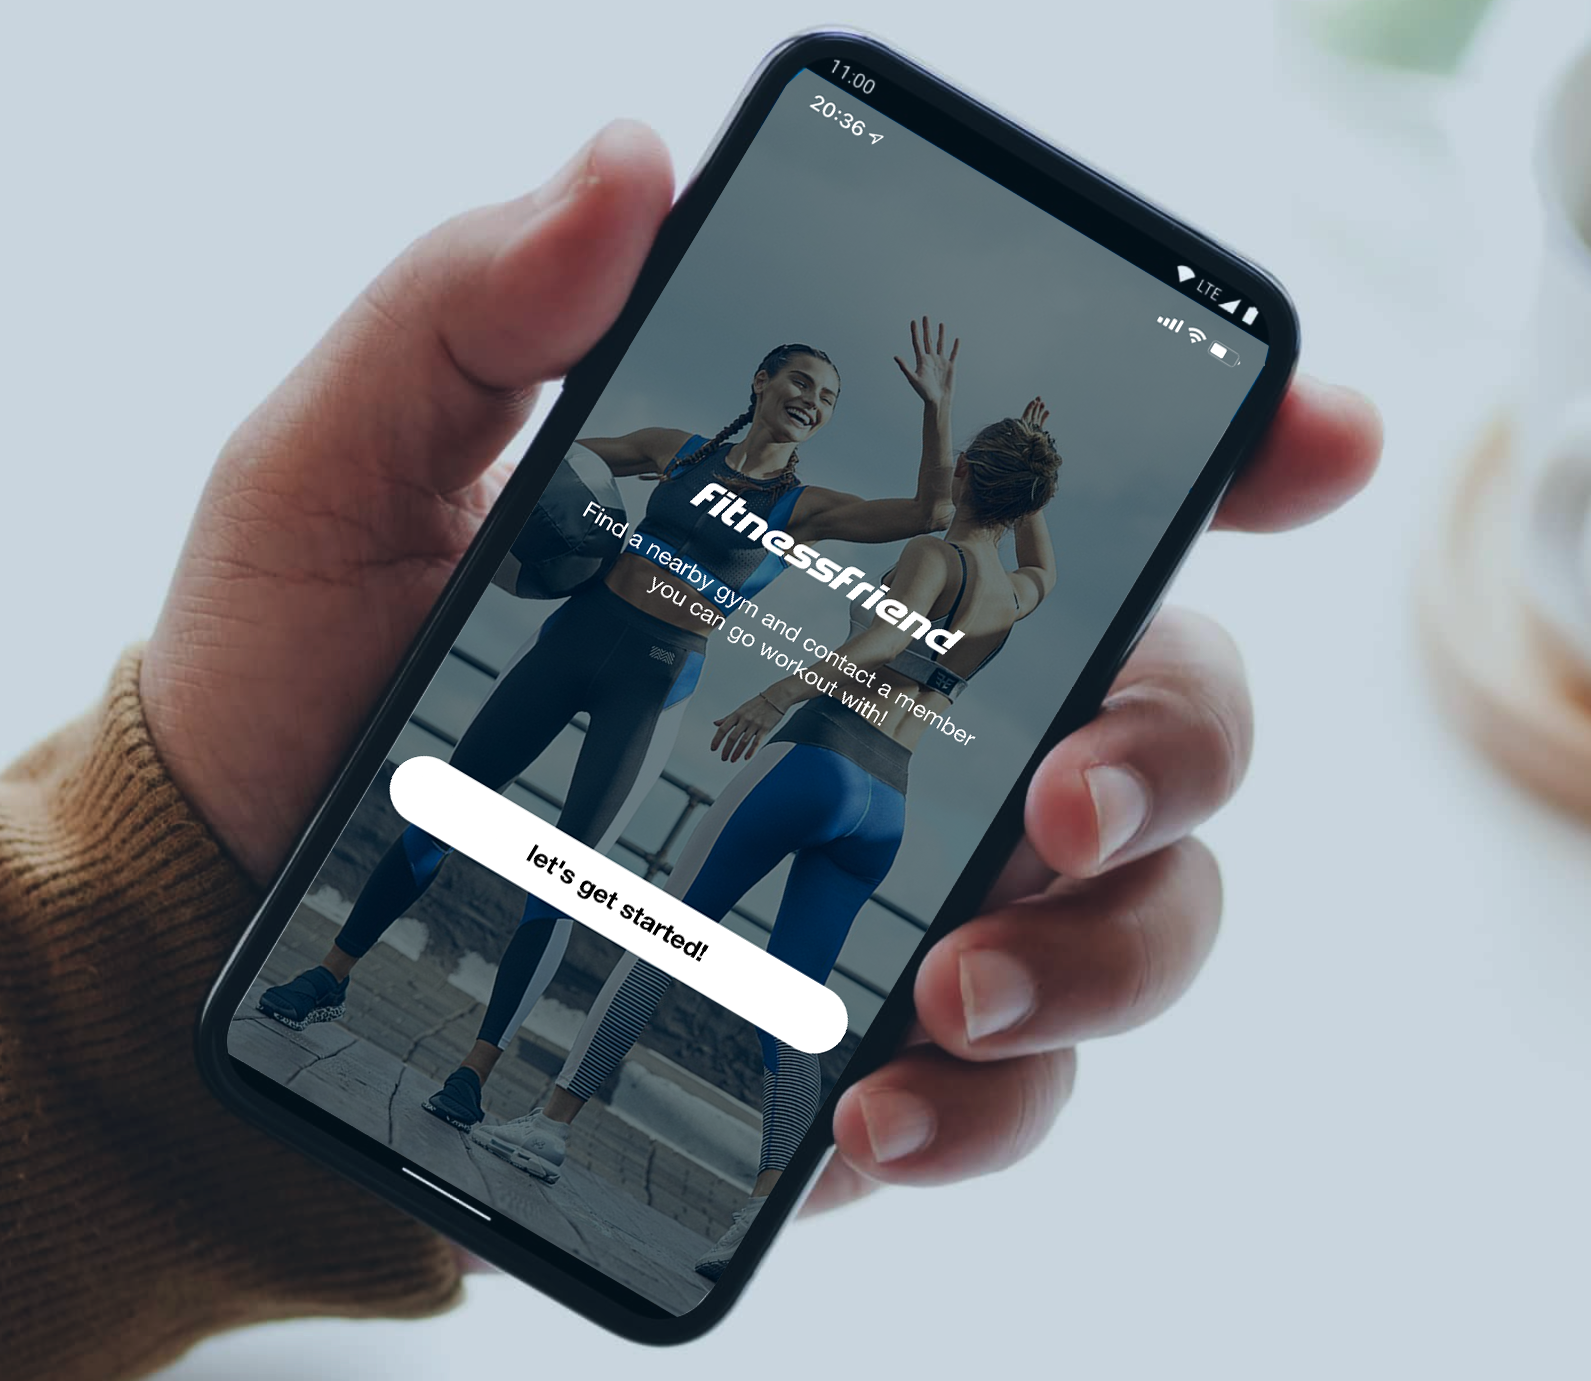 11:00
LTE
20:36
fitnessfriend
Find a nearby gym and contact a member
you can go workout with!
let's get started!